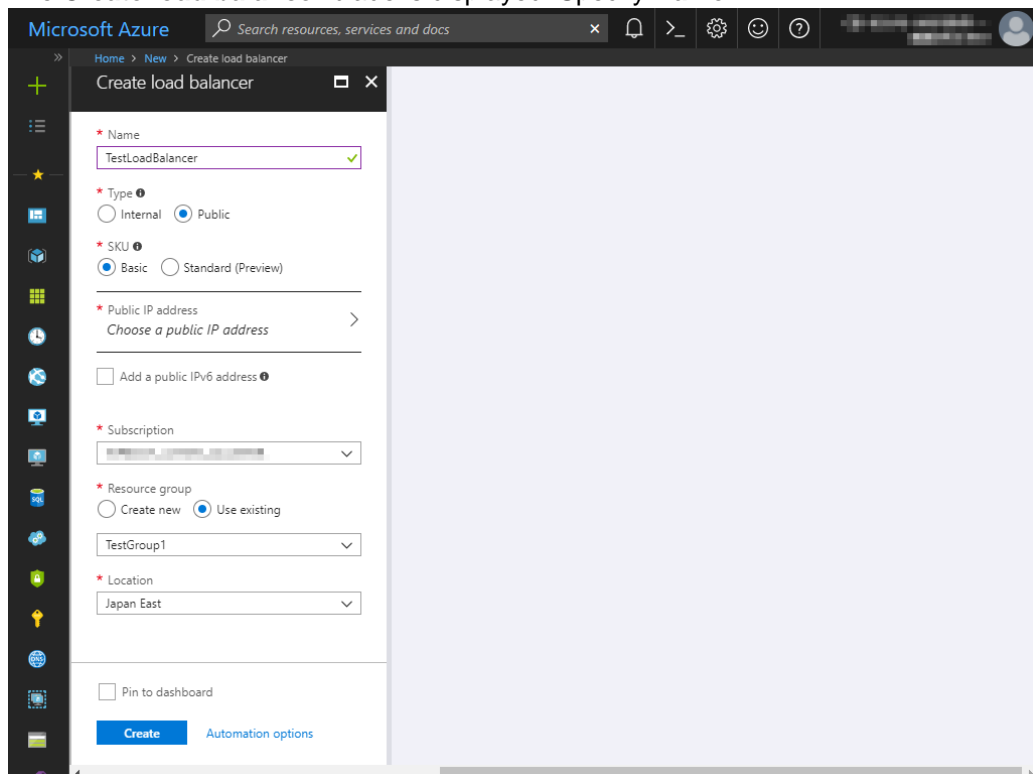 Microsoft Azure
Search resources, services and docs
Home > New > Create load balancer
Create load balancer
* Name
TestLoadBalancer
* Type
Internal Public
* SKU
Basic Standard (Preview)
* Public IP address
Choose a public IP address
Add a public IPv6 address
* Subscription
* Resource group
Create new Use existing
TestGroup1
* Location
Japan East
Pin to dashboard
Create Automation options
SQL
DNS